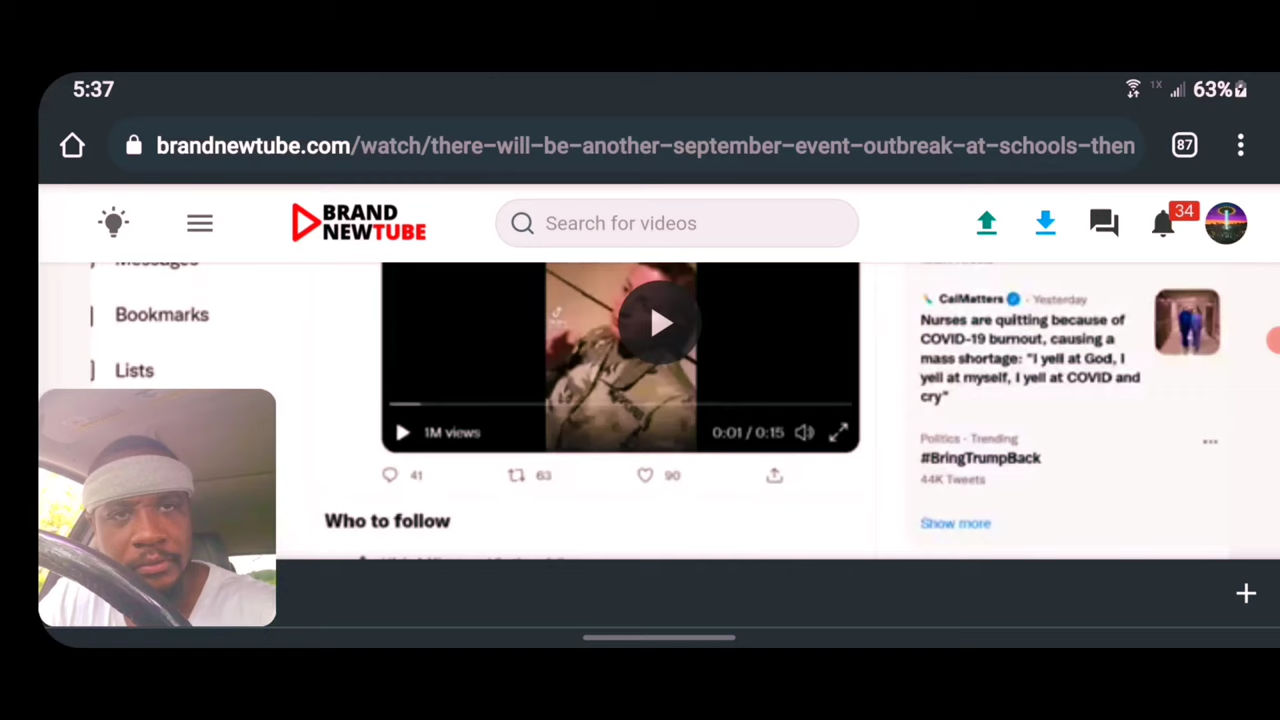 5:37
1X
63%
brandnewtube.com/watch/there-will-be-another-september-event-outbreak-at-schools-then
87
BRAND
NEWTUBE
Search for videos
34
Messages
Bookmarks
Lists
1M views
0:01 / 0:15
41
63
90
Who to follow
CalMatters · Yesterday
Nurses are quitting because of
COVID-19 burnout, causing a
mass shortage: "I yell at God, I
yell at myself, I yell at COVID and
cry"
Politics · Trending
#BringTrumpBack
44K Tweets
Show more